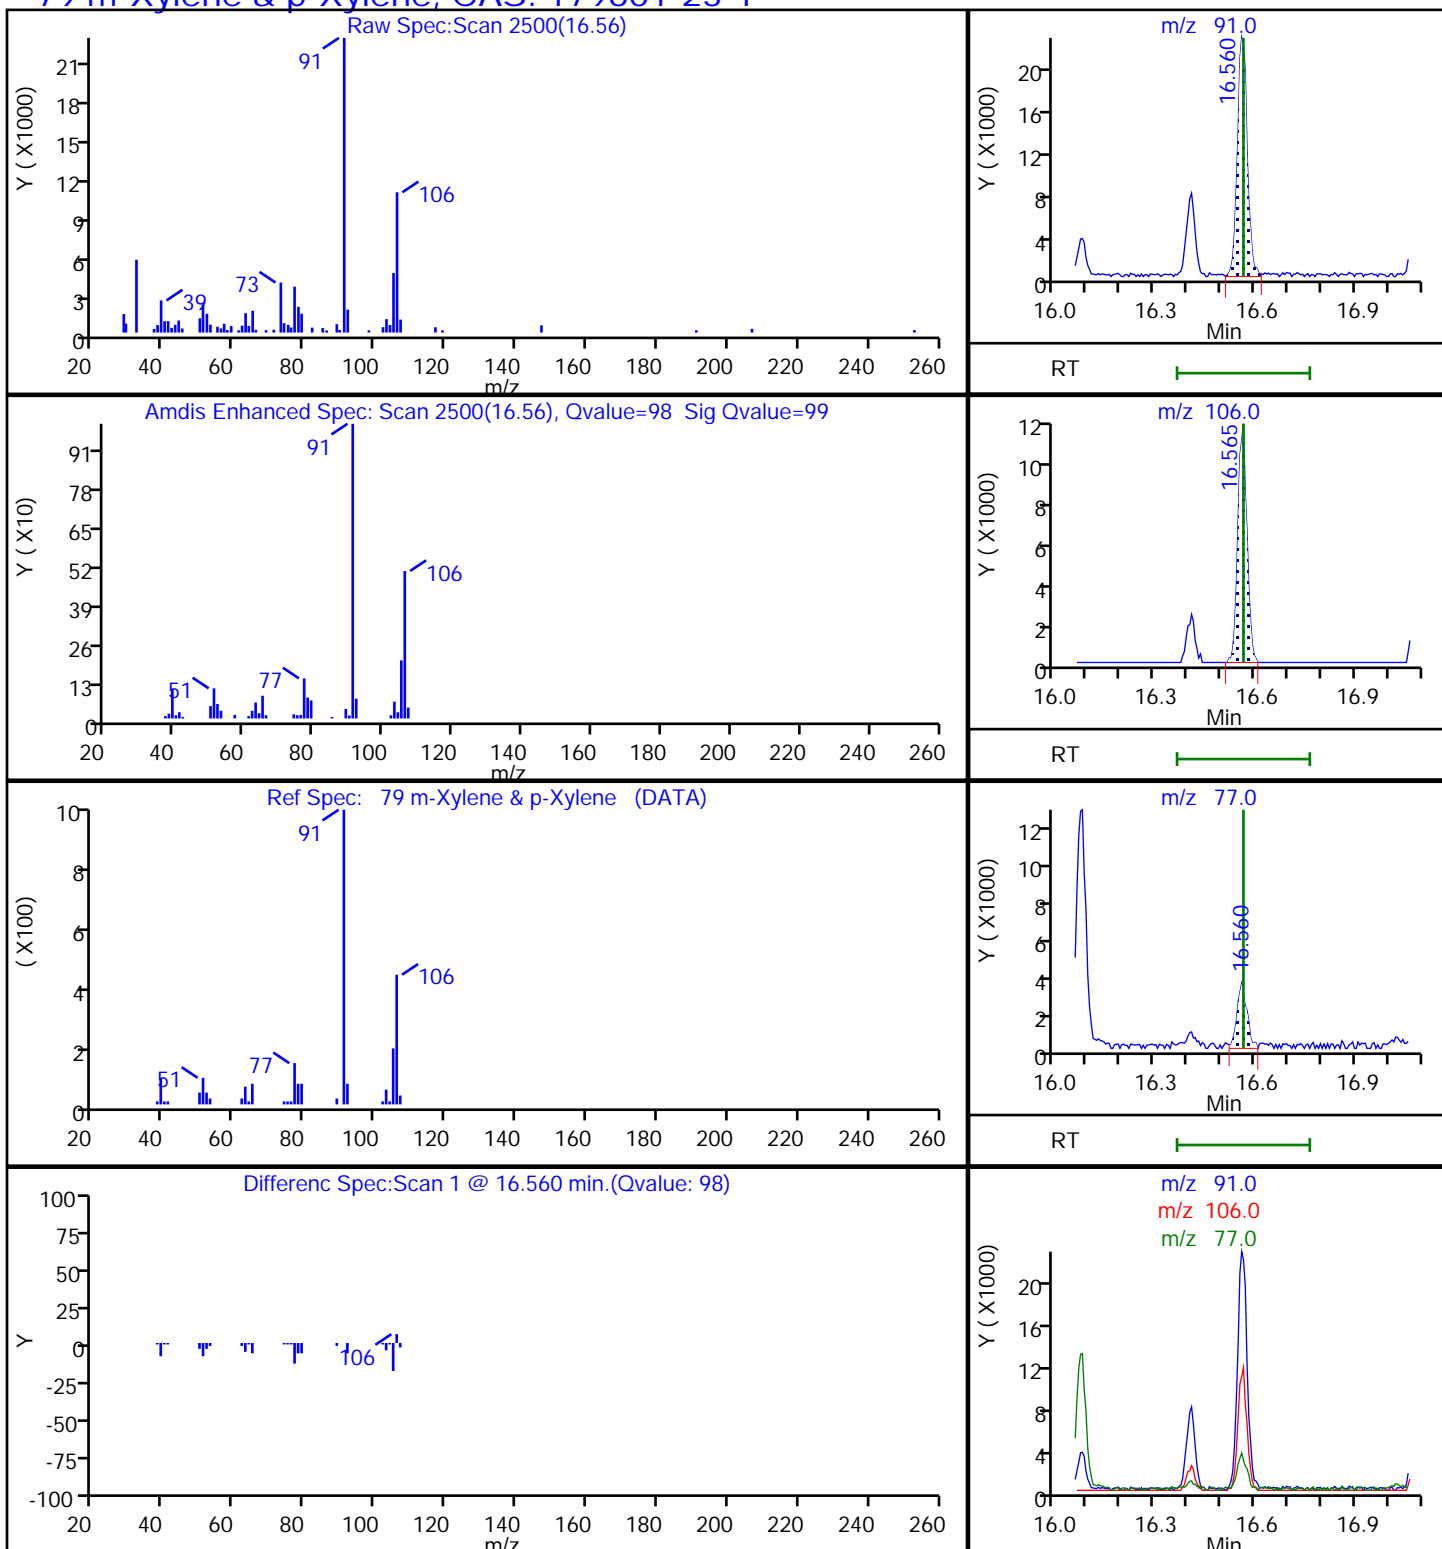 79 m-Xylene & p-Xylene, CAS: 179601-23-1
Raw Spec:Scan 2500(16.56)
Y ( X1000)
21
18
15
12
9
6
3
0
91
106
73
39
20 40 60 80 100 120 140 160 180 200 220 240 260
m/z
m/z 91.0
Y ( X1000)
20
16
12
8
4
0
16.560
16.0 16.3 16.6 16.9
Min
RT
Amdis Enhanced Spec: Scan 2500(16.56), Qvalue=98 Sig Qvalue=99
Y ( X10)
91
78
65
52
39
26
13
0
91
106
77
51
20 40 60 80 100 120 140 160 180 200 220 240 260
m/z
m/z 106.0
Y ( X1000)
12
10
8
6
4
2
0
16.565
16.0 16.3 16.6 16.9
Min
RT
Ref Spec: 79 m-Xylene & p-Xylene (DATA)
( X100)
10
8
6
4
2
0
91
106
77
51
20 40 60 80 100 120 140 160 180 200 220 240 260
m/z 77.0
Y ( X1000)
12
10
8
6
4
2
0
16.560
16.0 16.3 16.6 16.9
Min
RT
Differenc Spec:Scan 1 @ 16.560 min.(Qvalue: 98)
Y
100
75
50
25
0
-25
-50
-75
-100
106
20 40 60 80 100 120 140 160 180 200 220 240 260
m/z
m/z 91.0
m/z 106.0
m/z 77.0
Y ( X1000)
20
16
12
8
4
0
16.0 16.3 16.6 16.9
Min